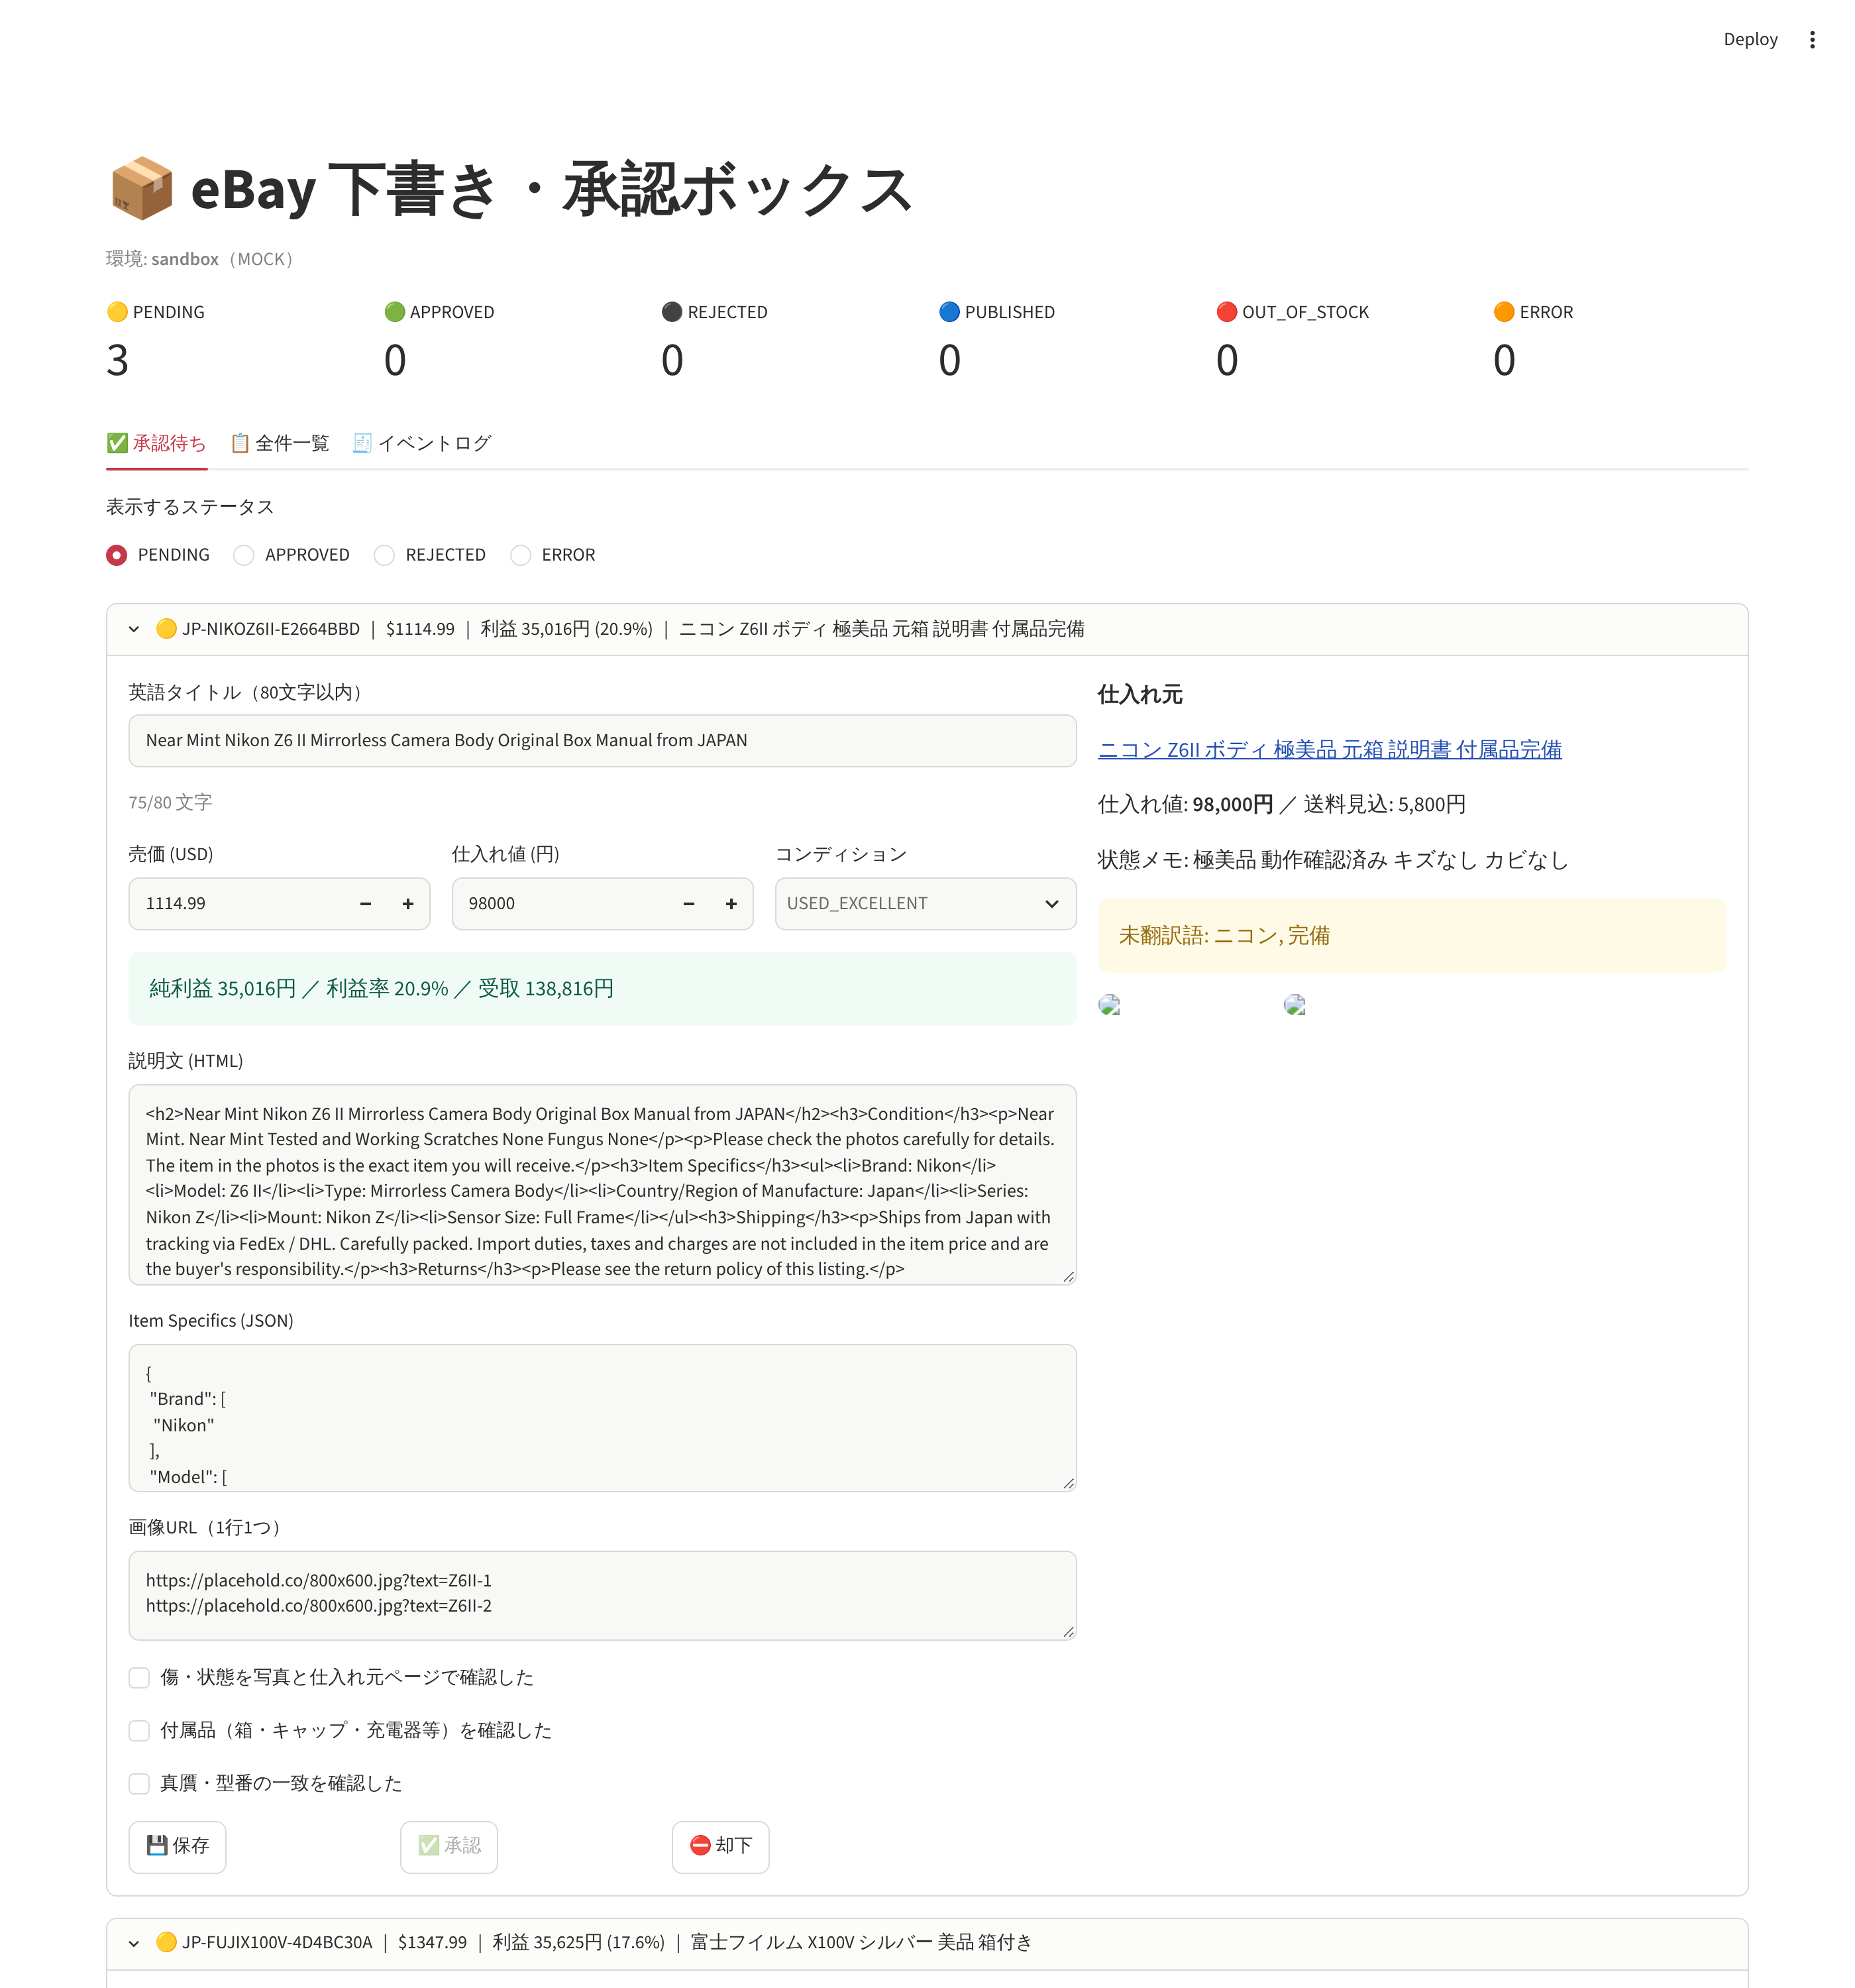 Deploy
📦 eBay 下書き・承認ボックス
環境: sandbox（MOCK）
🟡 PENDING
3
🟢 APPROVED
0
⚫ REJECTED
0
🔵 PUBLISHED
0
🔴 OUT_OF_STOCK
0
🟠 ERROR
0
✅ 承認待ち 📋 全件一覧 🧾 イベントログ
表示するステータス
PENDING APPROVED REJECTED ERROR
🟡 JP-NIKOZ6II-E2664BBD ｜ $1114.99 ｜ 利益 35,016円 (20.9%) ｜ ニコン Z6II ボディ 極美品 元箱 説明書 付属品完備
英語タイトル（80文字以内）
Near Mint Nikon Z6 II Mirrorless Camera Body Original Box Manual from JAPAN
75/80 文字
売価 (USD)
1114.99
仕入れ値 (円)
98000
コンディション
USED_EXCELLENT
純利益 35,016円 ／ 利益率 20.9% ／ 受取 138,816円
説明文 (HTML)
<h2>Near Mint Nikon Z6 II Mirrorless Camera Body Original Box Manual from JAPAN</h2><h3>Condition</h3><p>Near
Mint. Near Mint Tested and Working Scratches None Fungus None</p><p>Please check the photos carefully for details.
The item in the photos is the exact item you will receive.</p><h3>Item Specifics</h3><ul><li>Brand: Nikon</li>
<li>Model: Z6 II</li><li>Type: Mirrorless Camera Body</li><li>Country/Region of Manufacture: Japan</li><li>Series:
Nikon Z</li><li>Mount: Nikon Z</li><li>Sensor Size: Full Frame</li></ul><h3>Shipping</h3><p>Ships from Japan with
tracking via FedEx / DHL. Carefully packed. Import duties, taxes and charges are not included in the item price and are
the buyer's responsibility.</p><h3>Returns</h3><p>Please see the return policy of this listing.</p>
Item Specifics (JSON)
{
"Brand": [
"Nikon"
],
"Model": [
画像URL（1行1つ）
https://placehold.co/800x600.jpg?text=Z6II-1
https://placehold.co/800x600.jpg?text=Z6II-2
傷・状態を写真と仕入れ元ページで確認した
付属品（箱・キャップ・充電器等）を確認した
真贋・型番の一致を確認した
💾 保存
✅ 承認
⛔ 却下
仕入れ元
ニコン Z6II ボディ 極美品 元箱 説明書 付属品完備
仕入れ値: 98,000円 ／ 送料見込: 5,800円
状態メモ: 極美品 動作確認済み キズなし カビなし
未翻訳語: ニコン, 完備
🟡 JP-FUJIX100V-4D4BC30A ｜ $1347.99 ｜ 利益 35,625円 (17.6%) ｜ 富士フイルム X100V シルバー 美品 箱付き